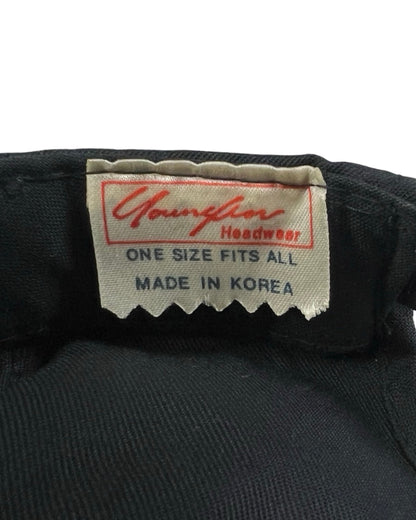 Youngan
Headwear
ONE SIZE FITS ALL
MADE IN KOREA